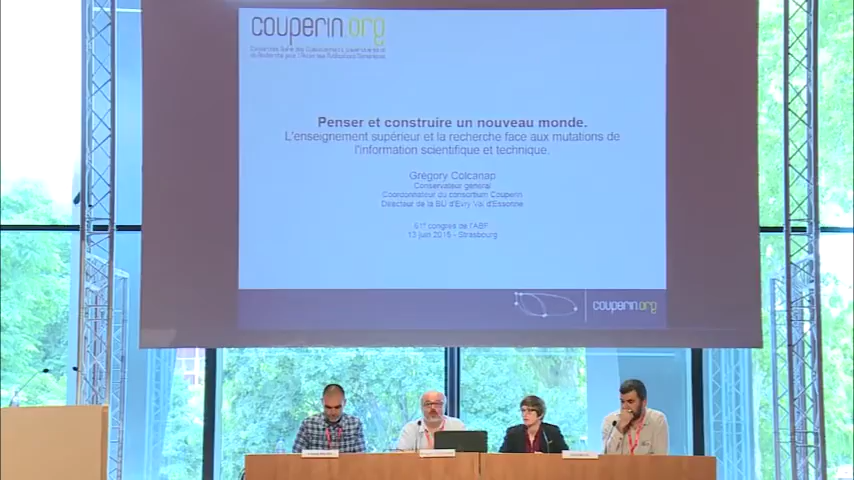 couperin.org
Penser et construire un nouveau monde.
L'enseignement supérieur et la recherche face aux mutations de
l'information scientifique et technique.
Grégory Colcanap
Conservateur général
Coordonnateur du consortium Couperin
Directeur de la BU d'Evry Val d'Essonne
61e congrès de l'ABF
13 juin 2015 - Strasbourg
couperin.org